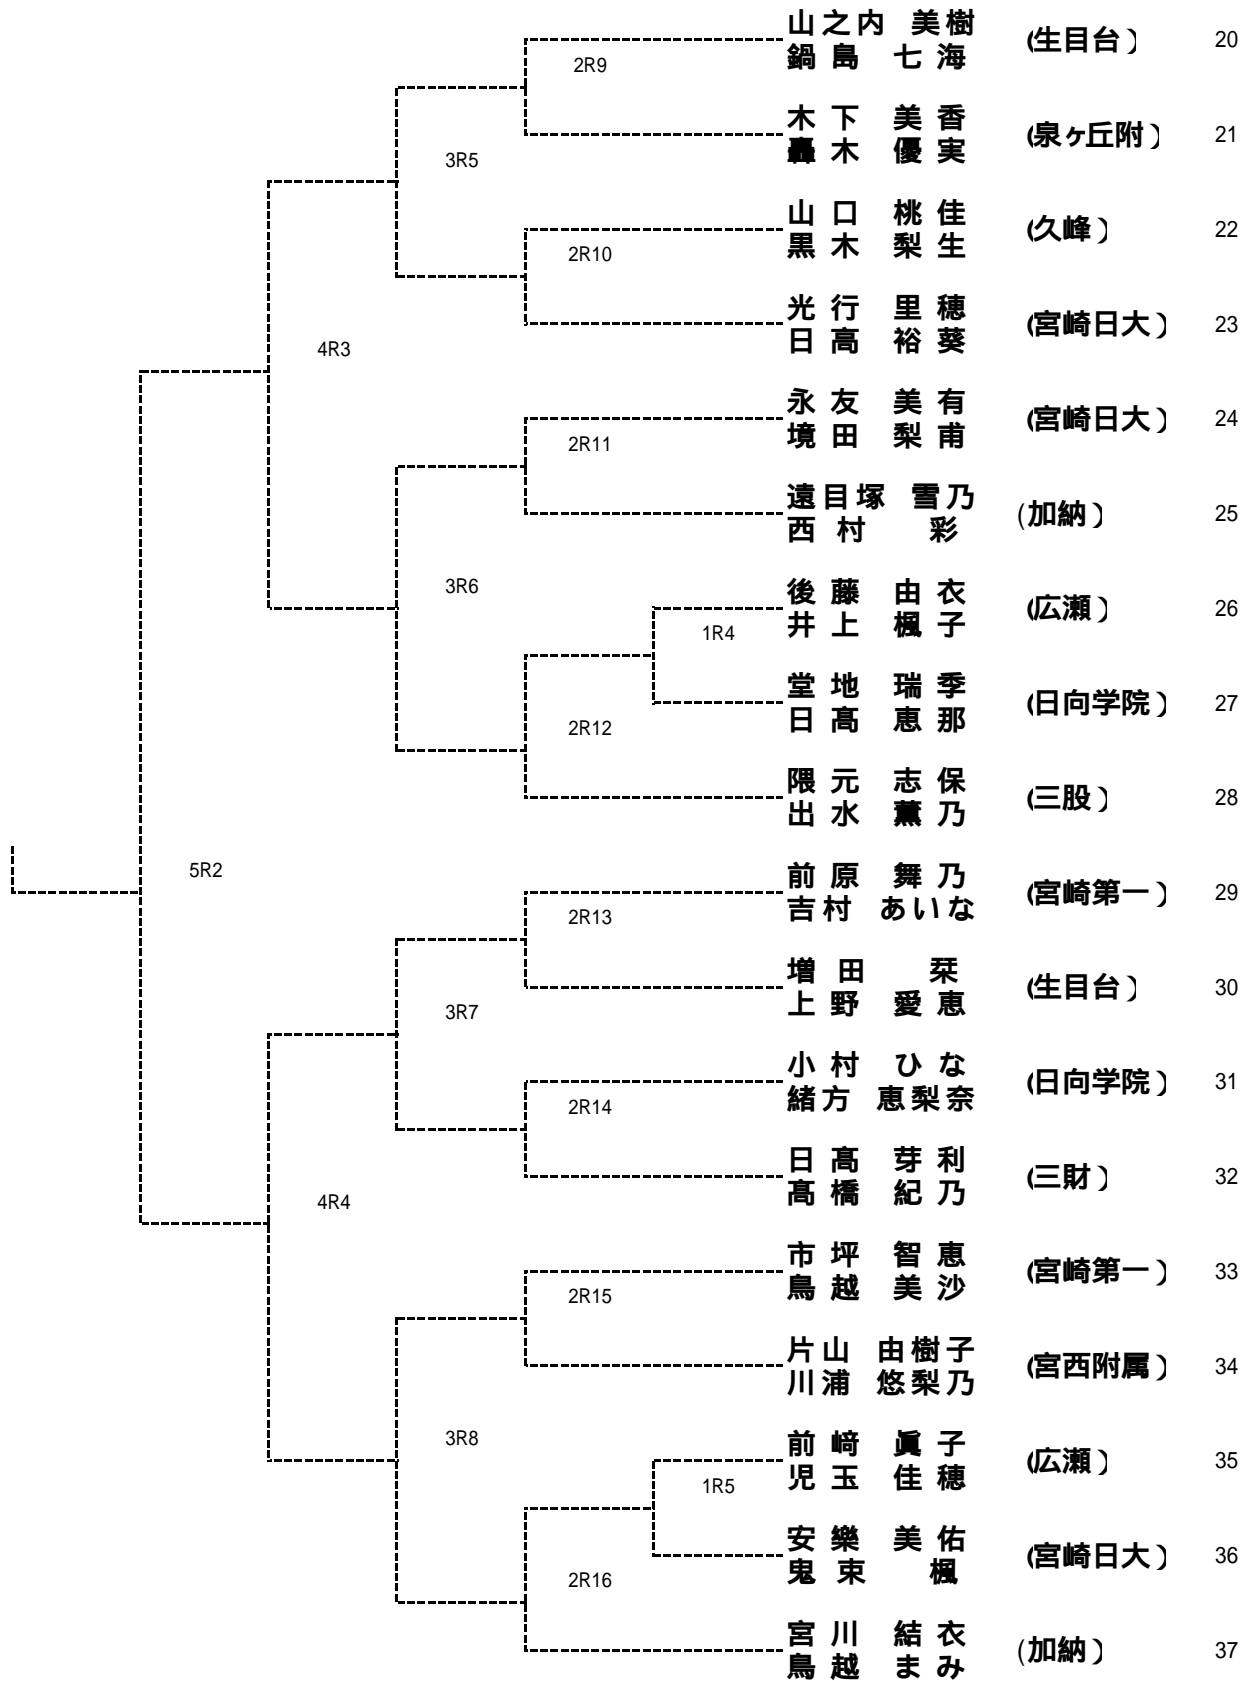 山之内 美樹 (生目台) 20
鍋島 七海
2R9
木下 美香 (泉ヶ丘附) 21
轟木 優実
3R5
山口 桃佳 (久峰) 22
黒木 梨生
2R10
光行 里穂 (宮崎日大) 23
日高 裕葵
4R3
永友 美有 (宮崎日大) 24
境田 梨甫
2R11
遠目塚 雪乃 (加納) 25
西村 彩
3R6
後藤 由衣 (広瀬) 26
井上 楓子
1R4
堂地 瑞季 (日向学院) 27
日髙 恵那
2R12
隈元 志保 (三股) 28
出水 薫乃
5R2
前原 舞乃 (宮崎第一) 29
吉村 あいな
2R13
増田 栞 (生目台) 30
上野 愛恵
3R7
小村 ひな (日向学院) 31
緒方 恵梨奈
2R14
日髙 芽利 (三財) 32
髙橋 紀乃
4R4
市坪 智恵 (宮崎第一) 33
鳥越 美沙
2R15
片山 由樹子 (宮西附属) 34
川浦 悠梨乃
3R8
前﨑 眞子 (広瀬) 35
児玉 佳穂
1R5
安樂 美佑 (宮崎日大) 36
鬼束 楓
2R16
宮川 結衣 (加納) 37
鳥越 まみ